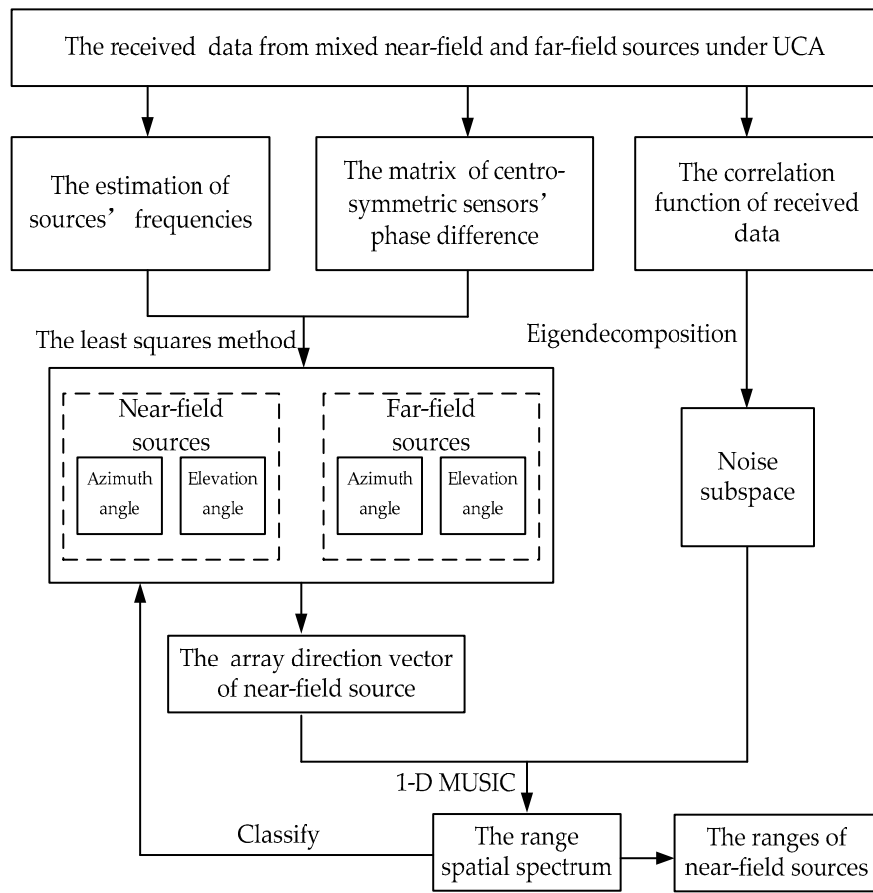 The received data from mixed near-field and far-field sources under UCA
The estimation of
sources’ frequencies
The matrix of centro-
symmetric sensors’
phase difference
The correlation
function of received
data
The least squares method
Eigendecomposition
Near-field
sources
Azimuth
angle
Elevation
angle
Far-field
sources
Azimuth
angle
Elevation
angle
Noise
subspace
The array direction vector
of near-field source
1-D MUSIC
Classify
The range
spatial spectrum
The ranges of
near-field sources